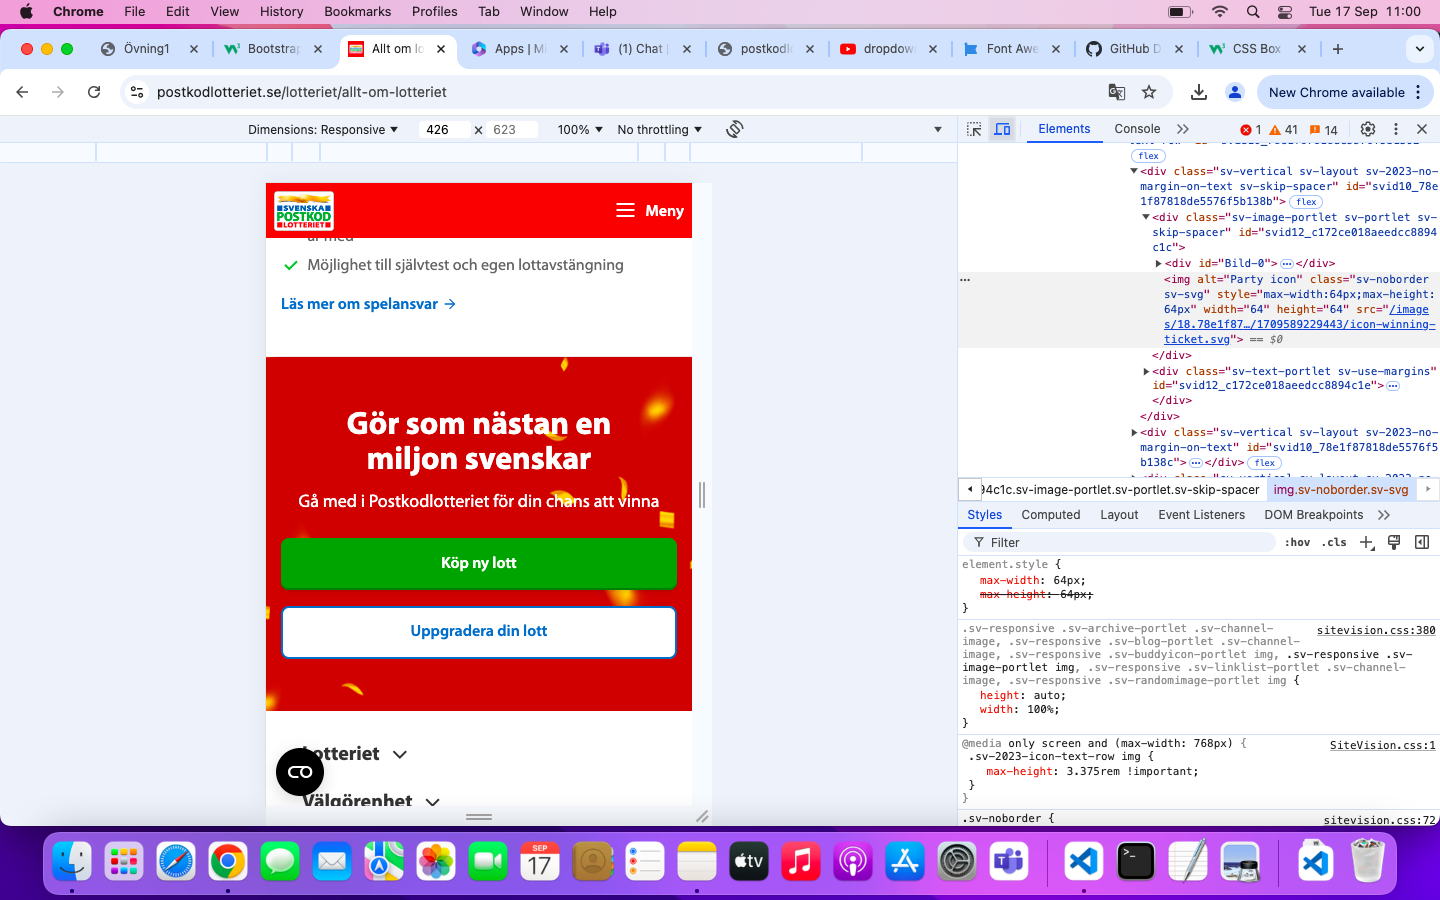 Chrome File Edit View History Bookmarks Profiles Tab Window Help Tue 17 Sep 11:00
Övning1 Bootstrap Allt om lo Apps | Mi (1) Chat | postkodlo dropdow Font Awe GitHub D CSS Box
postkodlotteriet.se/lotteriet/allt-om-lotteriet New Chrome available
Dimensions: Responsive 426 × 623 100% No throttling
SVENSKA
POSTKOD
LOTTERIET
Meny
är med
Möjlighet till självtest och egen lottavstängning
Läs mer om spelansvar →
Gör som nästan en
miljon svenskar
Gå med i Postkodlotteriet för din chans att vinna
Köp ny lott
Uppgradera din lott
Lotteriet
Välgörenhet
Elements Console 1 41 14
flex
<div class="sv-vertical sv-layout sv-2023-no-
margin-on-text sv-skip-spacer" id="svid10_78e
1f87818de5576f5b138b"> flex
<div class="sv-image-portlet sv-portlet sv-
skip-spacer" id="svid12_c172ce018aeedcc8894
c1c">
<div id="Bild-0"> … </div>
… <img alt="Party icon" class="sv-noborder
sv-svg" style="max-width:64px;max-height:
64px" width="64" height="64" src="/image
s/18.78e1f87…/1709589229443/icon-winning-
ticket.svg"> == $0
</div>
<div class="sv-text-portlet sv-use-margins"
id="svid12_c172ce018aeedcc8894c1e"> …
</div>
</div>
<div class="sv-vertical sv-layout sv-2023-no-
margin-on-text" id="svid10_78e1f87818de5576f5
b138c"> … </div> flex
94c1c.sv-image-portlet.sv-portlet.sv-skip-spacer img.sv-noborder.sv-svg
Styles Computed Layout Event Listeners DOM Breakpoints
Filter :hov .cls
element.style {
max-width: 64px;
max-height: 64px;
}
.sv-responsive .sv-archive-portlet .sv-channel- sitevision.css:380
image, .sv-responsive .sv-blog-portlet .sv-channel-
image, .sv-responsive .sv-buddyicon-portlet img, .sv-responsive .sv-
image-portlet img, .sv-responsive .sv-linklist-portlet .sv-channel-
image, .sv-responsive .sv-randomimage-portlet img {
height: auto;
width: 100%;
}
@media only screen and (max-width: 768px) { SiteVision.css:1
.sv-2023-icon-text-row img {
max-height: 3.375rem !important;
}
}
.sv-noborder { sitevision.css:72
SEP
17
tv